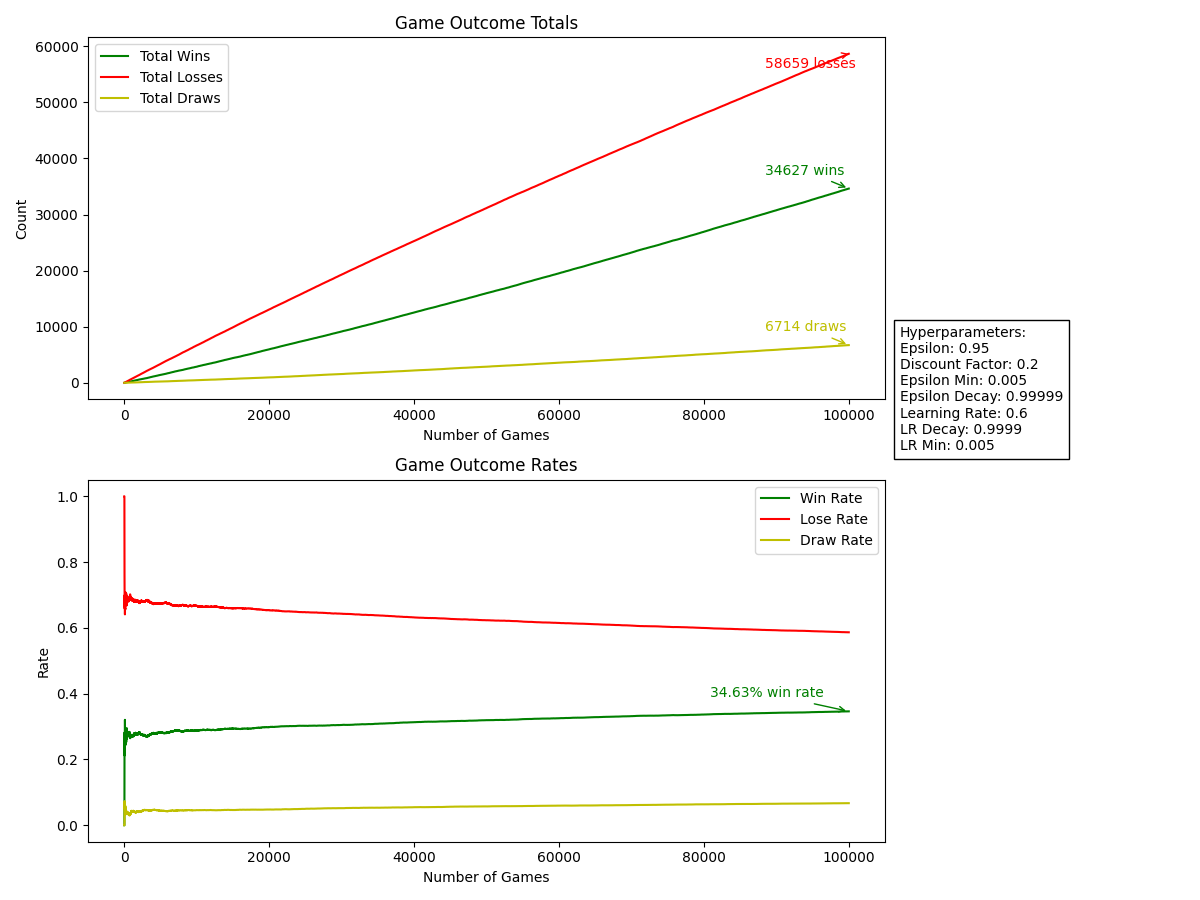 Game Outcome Totals
Total Wins
Total Losses
Total Draws
58659 losses
34627 wins
6714 draws
60000
50000
40000
30000
20000
10000
0
Count
0
20000
40000
60000
80000
100000
Number of Games
Hyperparameters:
Epsilon: 0.95
Discount Factor: 0.2
Epsilon Min: 0.005
Epsilon Decay: 0.99999
Learning Rate: 0.6
LR Decay: 0.9999
LR Min: 0.005
Game Outcome Rates
Win Rate
Lose Rate
Draw Rate
34.63% win rate
1.0
0.8
0.6
0.4
0.2
0.0
Rate
0
20000
40000
60000
80000
100000
Number of Games